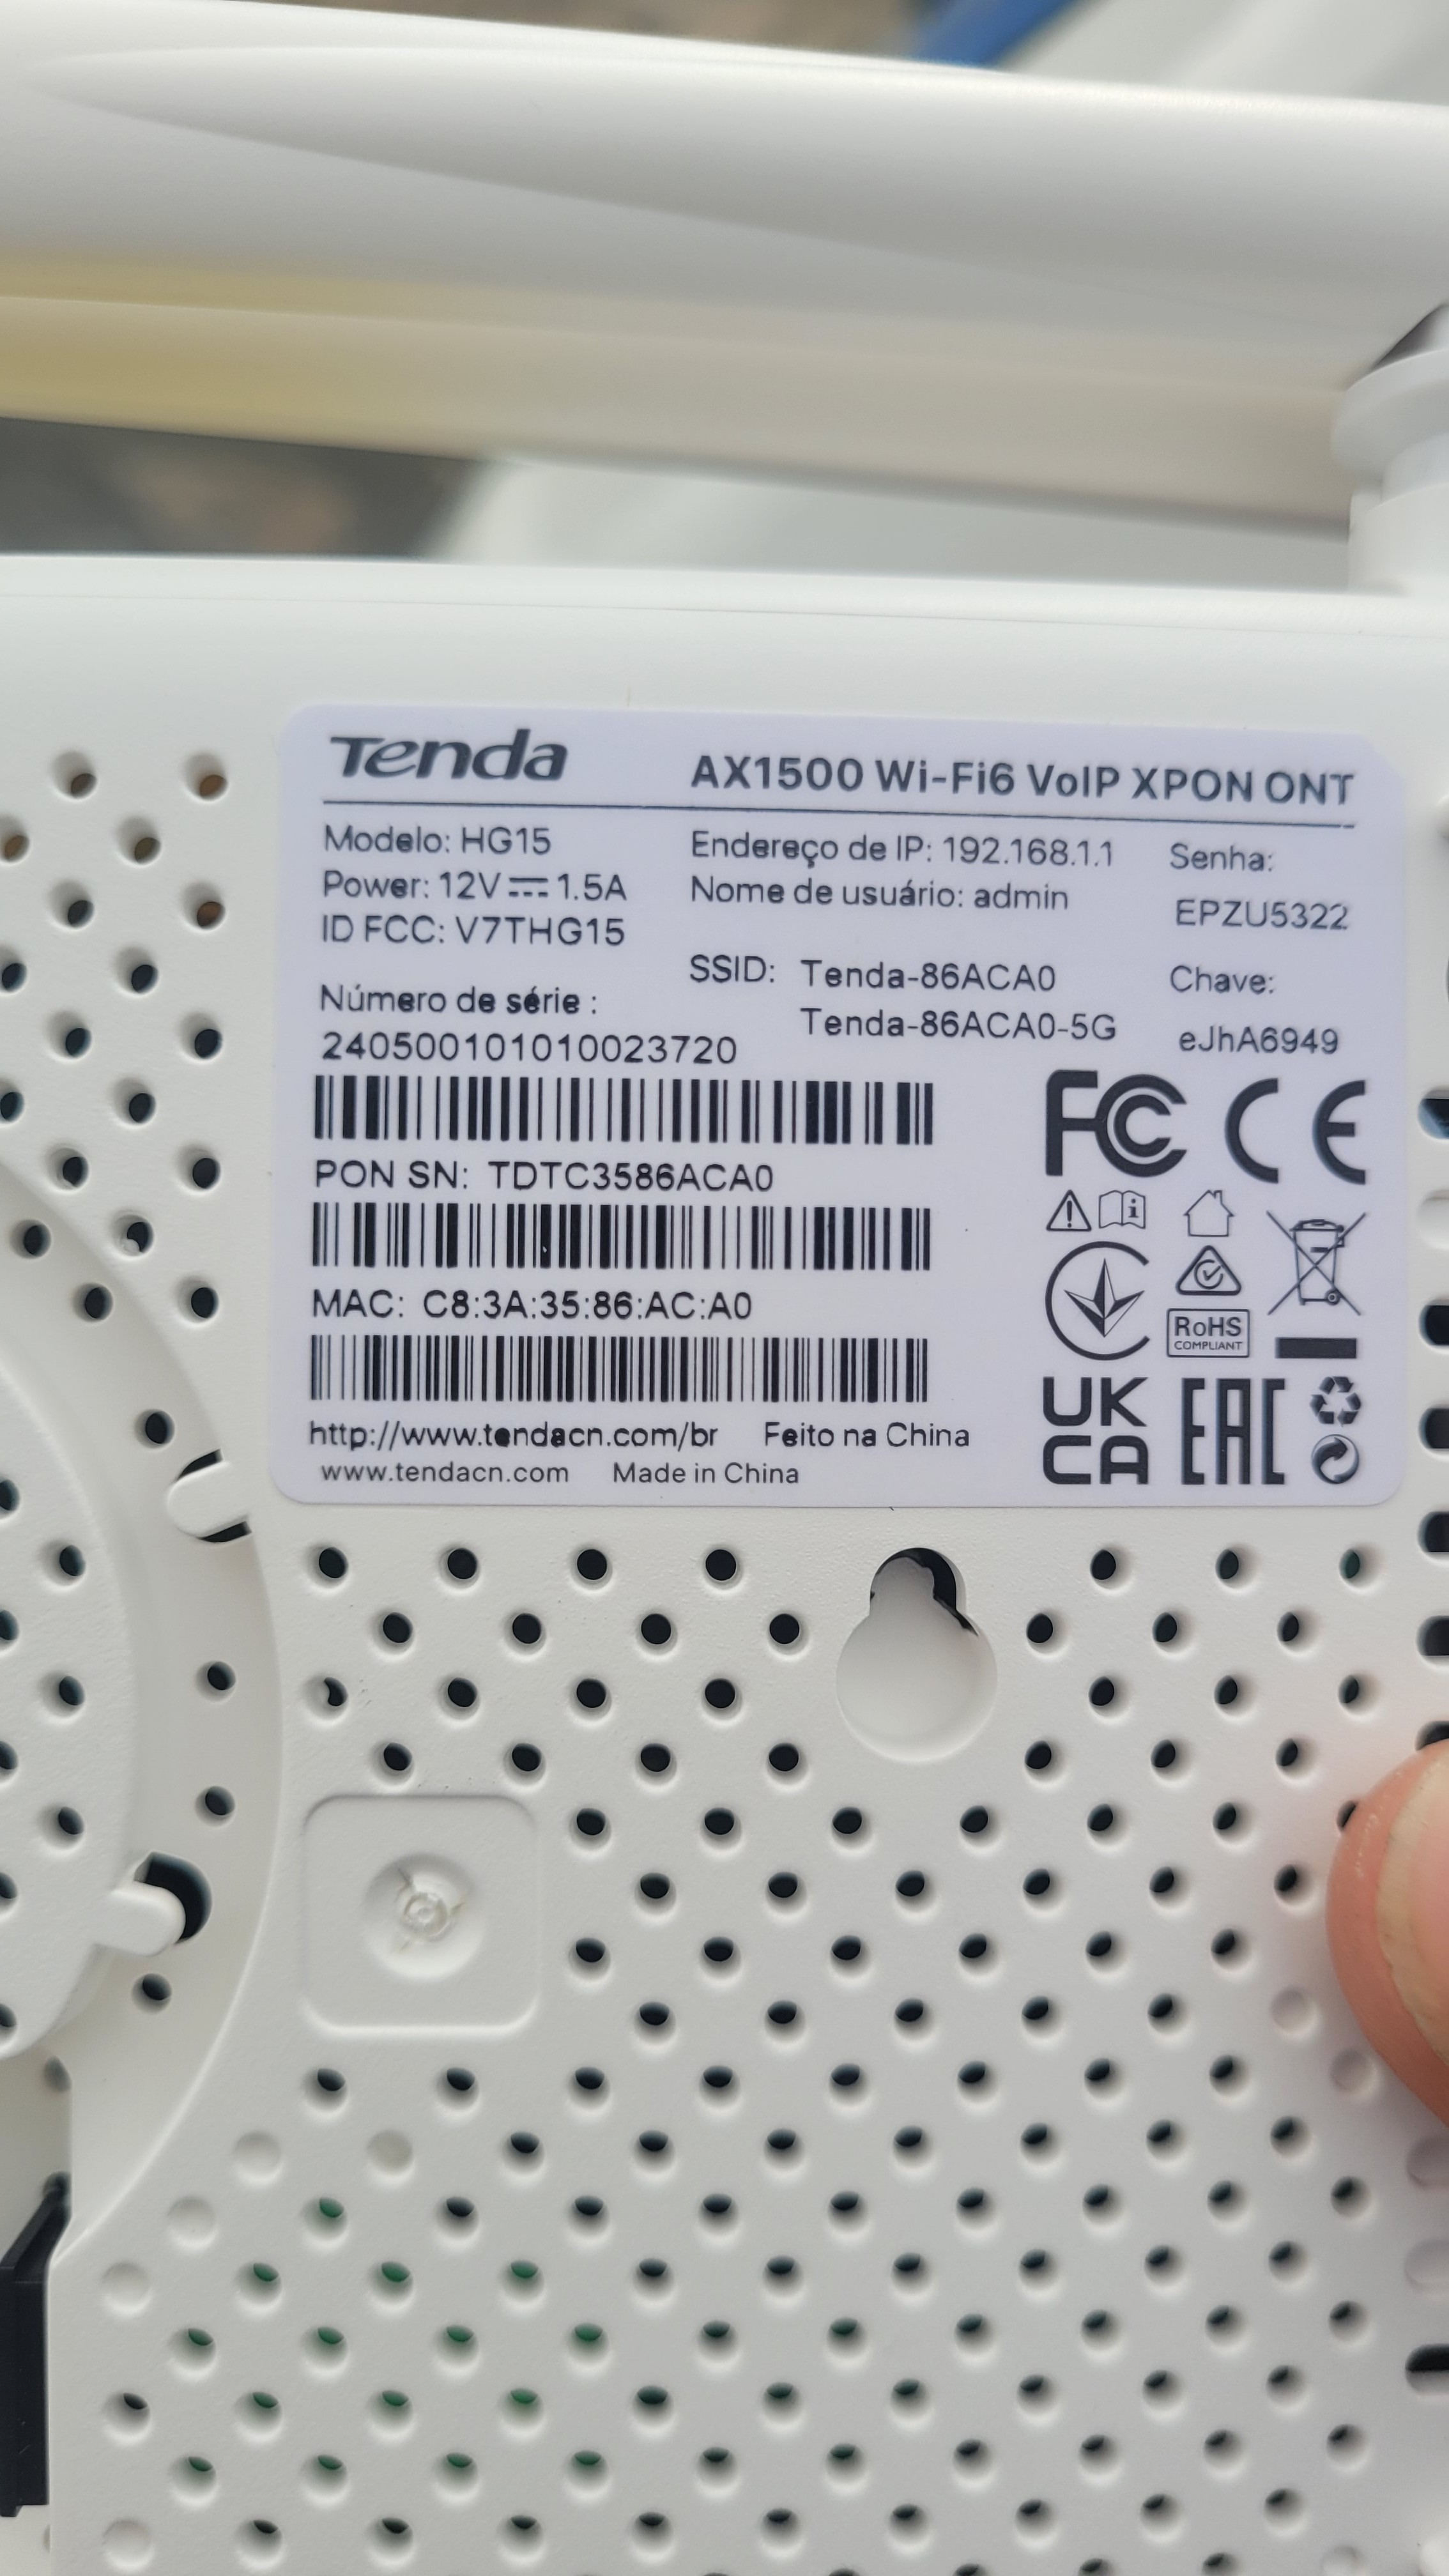 Tenda
AX1500 Wi-Fi6 VoIP XPON ONT
Modelo: HG15
Power: 12V⎓1.5A
ID FCC: V7THG15
Endereço de IP: 192.168.1.1
Nome de usuário: admin
Senha:
EPZU5322
SSID: Tenda-86ACA0
Tenda-86ACA0-5G
Chave:
eJhA6949
Número de série :
240500101010023720
PON SN: TDTC3586ACA0
MAC: C8:3A:35:86:AC:A0
http://www.tendacn.com/br Feito na China
www.tendacn.com Made in China
FC CE
RoHS
COMPLIANT
UK
CA
EAC